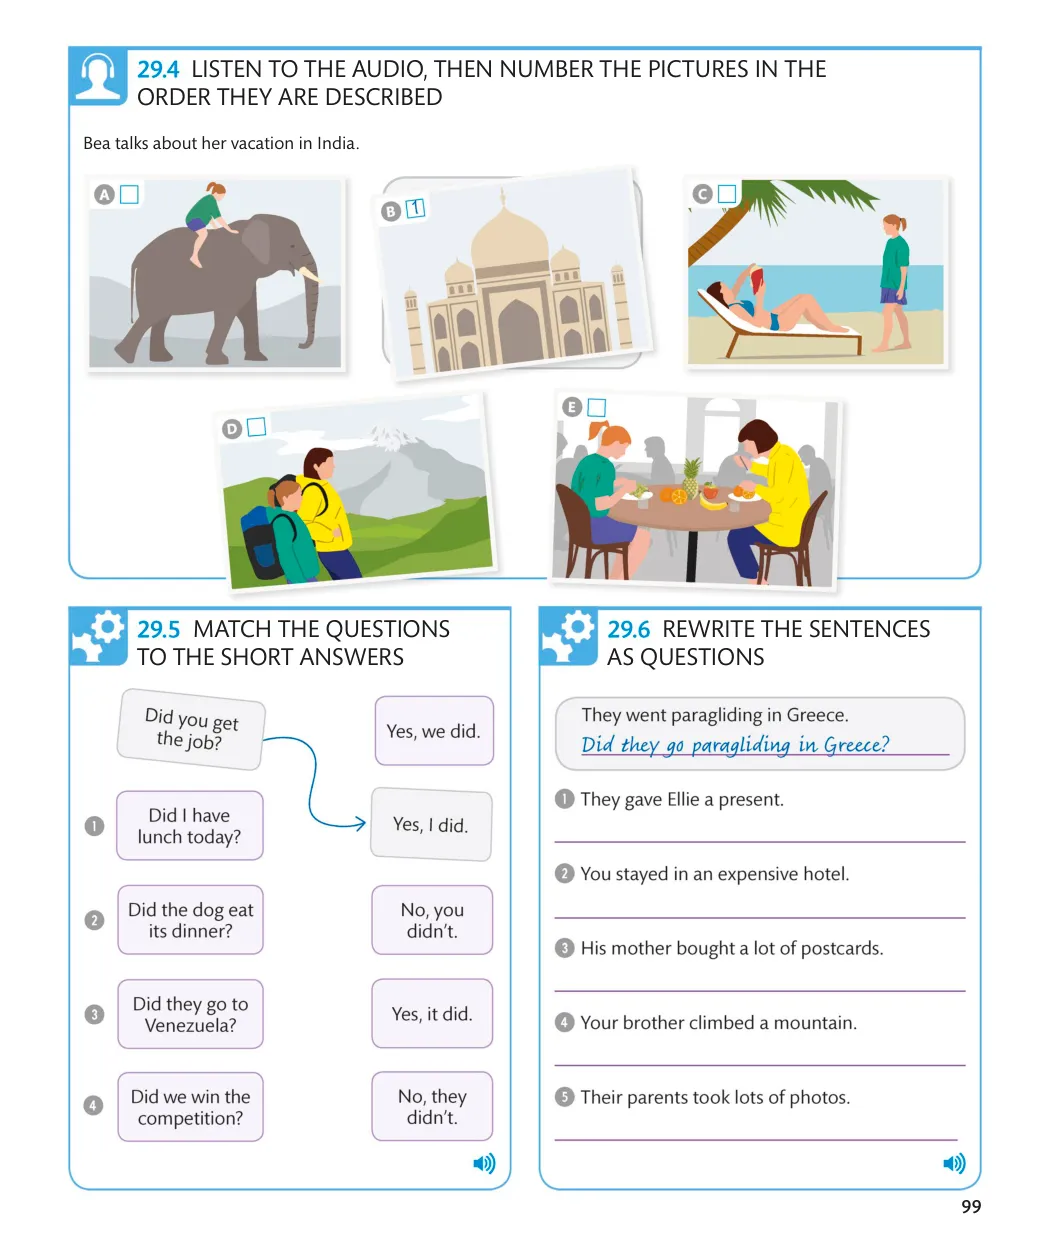 29.4 LISTEN TO THE AUDIO, THEN NUMBER THE PICTURES IN THE
ORDER THEY ARE DESCRIBED
Bea talks about her vacation in India.
A
B 1
C
D
E
29.5 MATCH THE QUESTIONS
TO THE SHORT ANSWERS
Did you get
the job?
Yes, we did.
1 Did I have
lunch today?
Yes, I did.
2 Did the dog eat
its dinner?
No, you
didn't.
3 Did they go to
Venezuela?
Yes, it did.
4 Did we win the
competition?
No, they
didn't.
29.6 REWRITE THE SENTENCES
AS QUESTIONS
They went paragliding in Greece.
Did they go paragliding in Greece?
1 They gave Ellie a present.
2 You stayed in an expensive hotel.
3 His mother bought a lot of postcards.
4 Your brother climbed a mountain.
5 Their parents took lots of photos.
99